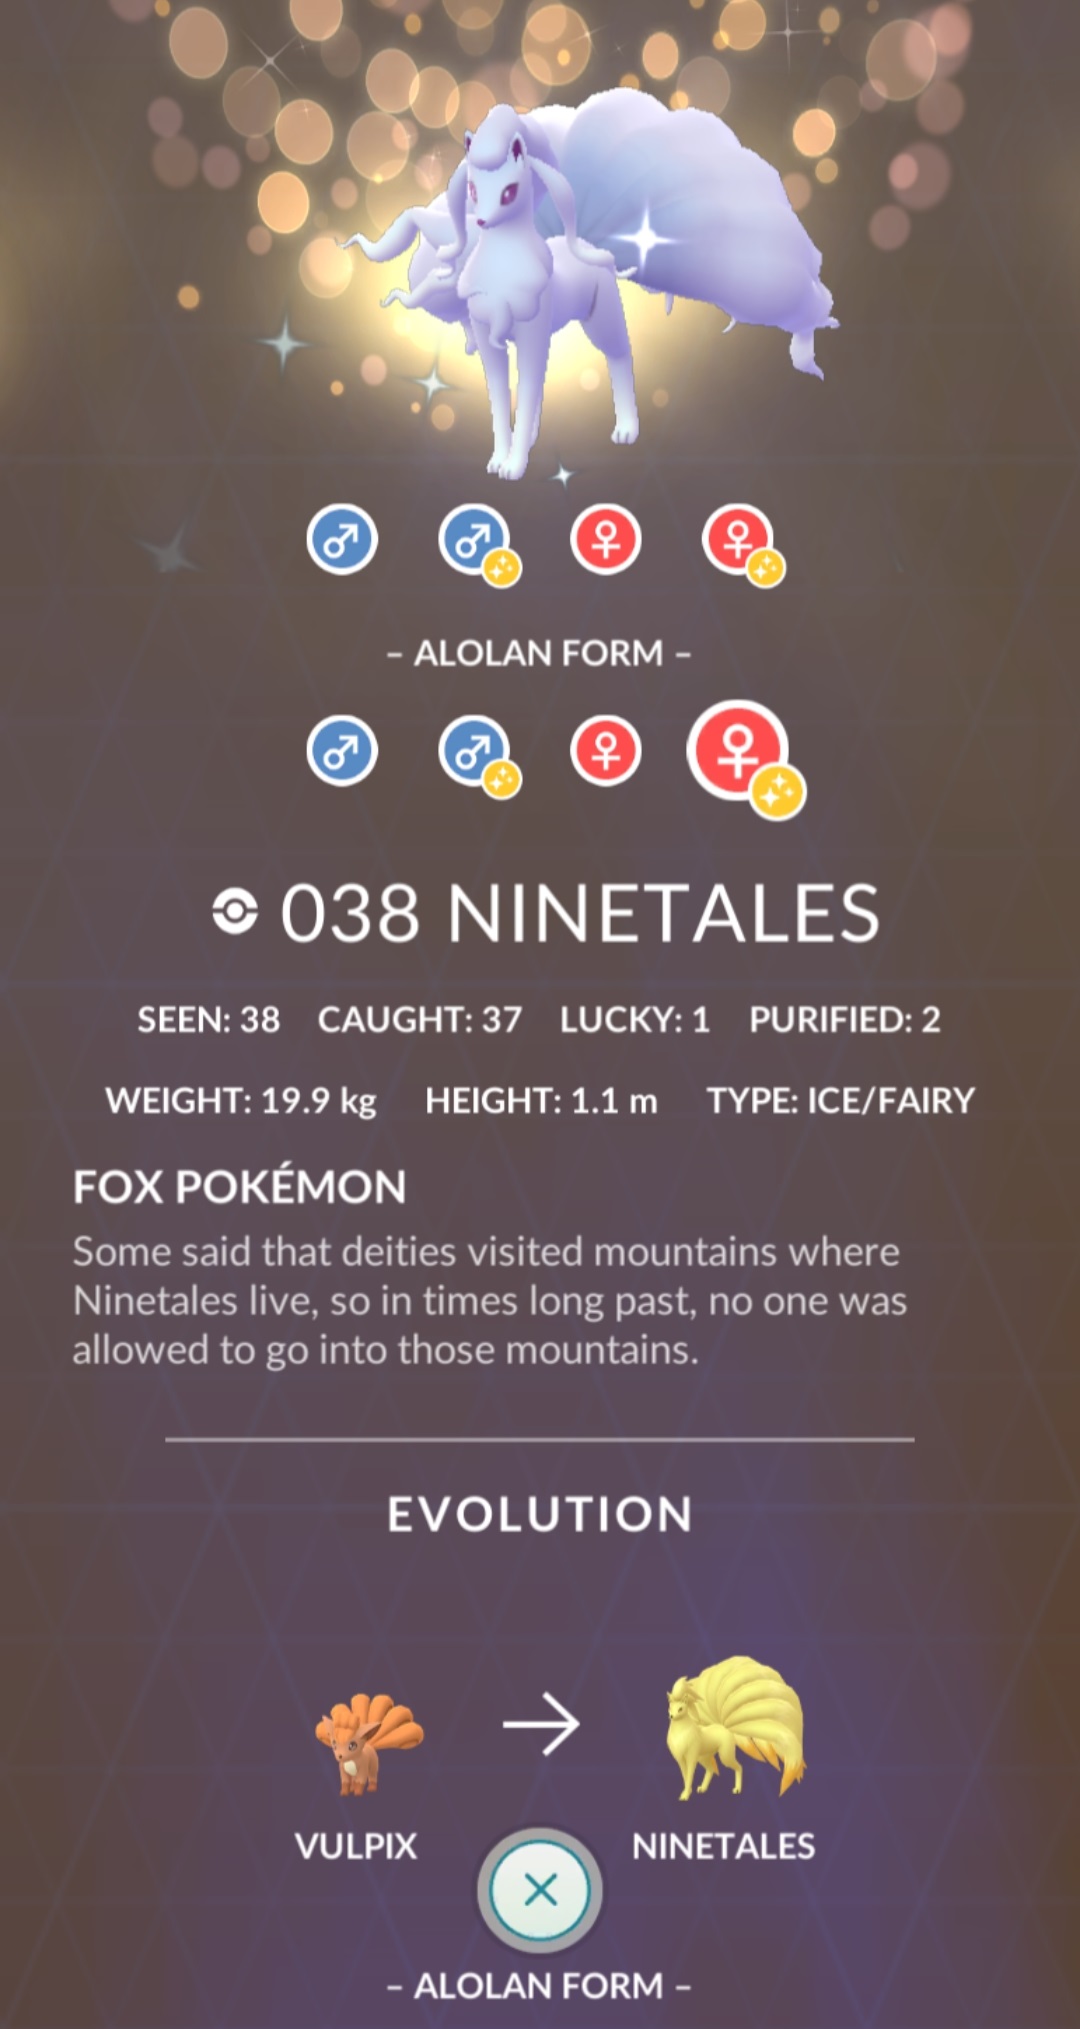 – ALOLAN FORM –
038 NINETALES
SEEN: 38 CAUGHT: 37 LUCKY: 1 PURIFIED: 2
WEIGHT: 19.9 kg HEIGHT: 1.1 m TYPE: ICE/FAIRY
FOX POKÉMON
Some said that deities visited mountains where
Ninetales live, so in times long past, no one was
allowed to go into those mountains.
EVOLUTION
VULPIX NINETALES
– ALOLAN FORM –